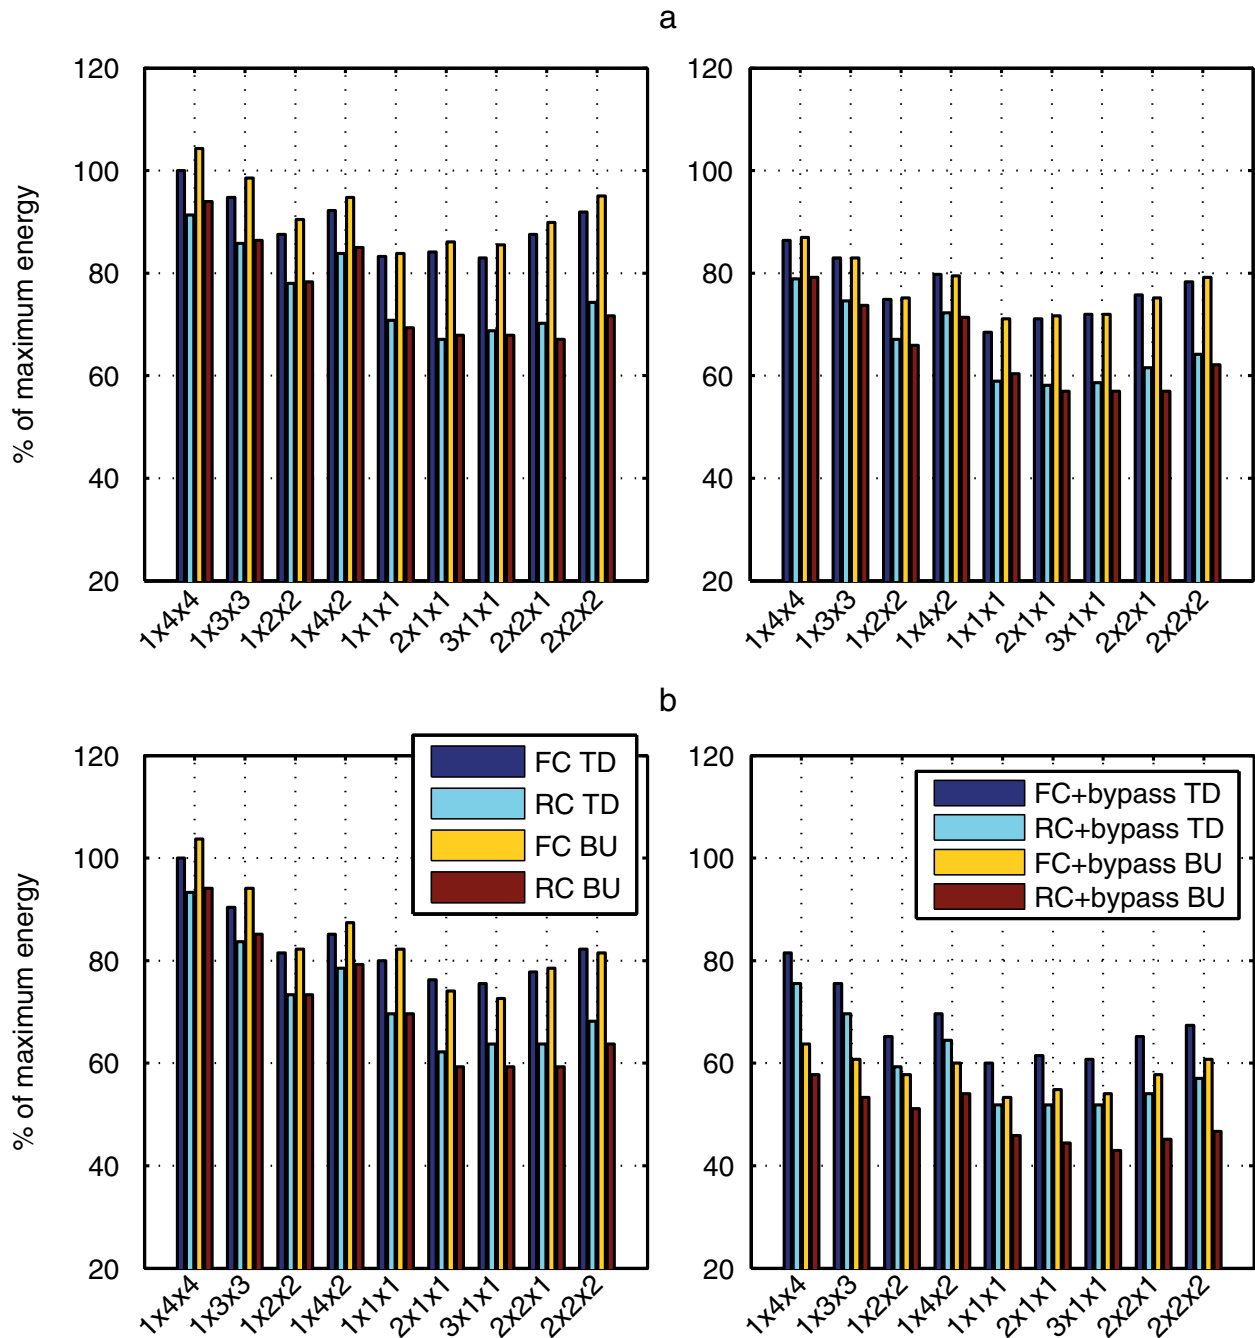 a
% of maximum energy
120
100
80
60
40
20
1x4x4
1x3x3
1x2x2
1x4x2
1x1x1
2x1x1
3x1x1
2x2x1
2x2x2
120
100
80
60
40
20
1x4x4
1x3x3
1x2x2
1x4x2
1x1x1
2x1x1
3x1x1
2x2x1
2x2x2
b
% of maximum energy
120
100
80
60
40
20
FC TD
RC TD
FC BU
RC BU
1x4x4
1x3x3
1x2x2
1x4x2
1x1x1
2x1x1
3x1x1
2x2x1
2x2x2
120
100
80
60
40
20
FC+bypass TD
RC+bypass TD
FC+bypass BU
RC+bypass BU
1x4x4
1x3x3
1x2x2
1x4x2
1x1x1
2x1x1
3x1x1
2x2x1
2x2x2